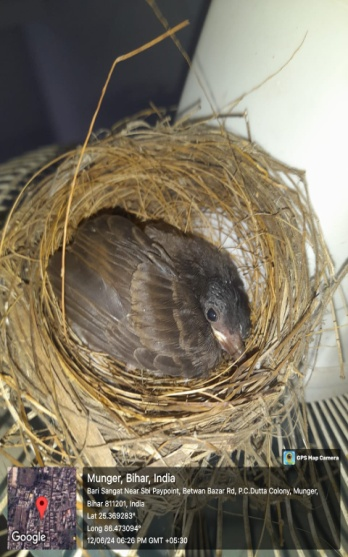 GPS Map Camera
Munger, Bihar, India
Bari Sangat Near Sbi Paypoint, Betwan Bazar Rd, P.C.Dutta Colony, Munger,
Bihar 811201, India
Lat 25.369283°
Long 86.473094°
12/06/24 06:26 PM GMT +05:30
Google